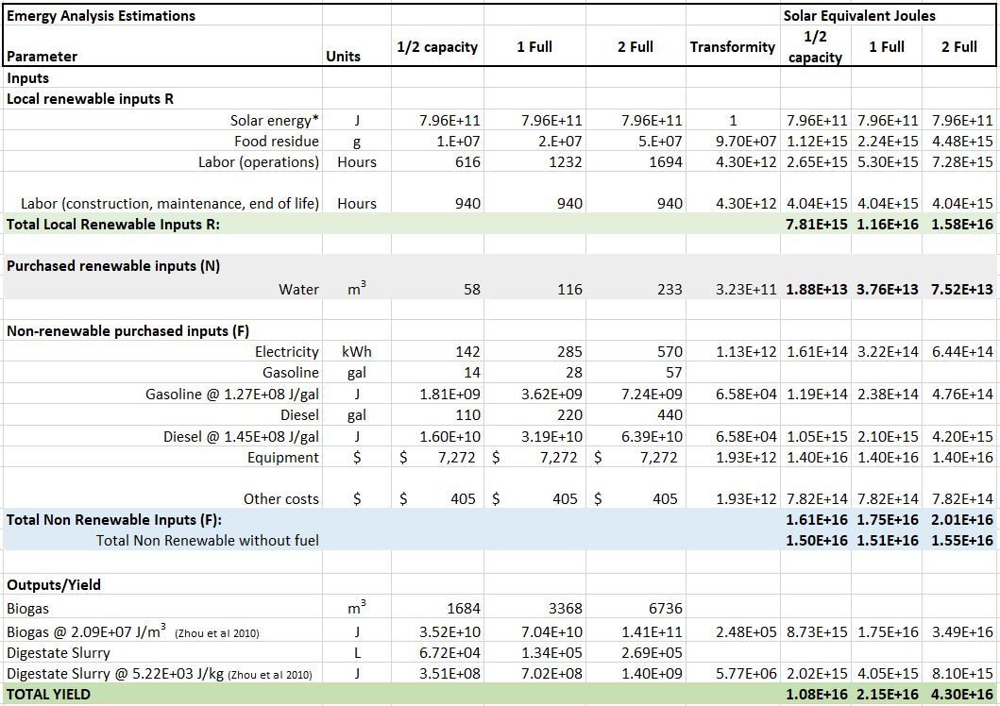 Emergy Analysis Estimations Solar Equivalent Joules
Parameter Units 1/2 capacity 1 Full 2 Full Transformity 1/2 capacity 1 Full 2 Full
Inputs
Local renewable inputs R
Solar energy* J 7.96E+11 7.96E+11 7.96E+11 1 7.96E+11 7.96E+11 7.96E+11
Food residue g 1.E+07 2.E+07 5.E+07 9.70E+07 1.12E+15 2.24E+15 4.48E+15
Labor (operations) Hours 616 1232 1694 4.30E+12 2.65E+15 5.30E+15 7.28E+15
Labor (construction, maintenance, end of life) Hours 940 940 940 4.30E+12 4.04E+15 4.04E+15 4.04E+15
Total Local Renewable Inputs R: 7.81E+15 1.16E+16 1.58E+16
Purchased renewable inputs (N)
Water m³ 58 116 233 3.23E+11 1.88E+13 3.76E+13 7.52E+13
Non-renewable purchased inputs (F)
Electricity kWh 142 285 570 1.13E+12 1.61E+14 3.22E+14 6.44E+14
Gasoline gal 14 28 57
Gasoline @ 1.27E+08 J/gal J 1.81E+09 3.62E+09 7.24E+09 6.58E+04 1.19E+14 2.38E+14 4.76E+14
Diesel gal 110 220 440
Diesel @ 1.45E+08 J/gal J 1.60E+10 3.19E+10 6.39E+10 6.58E+04 1.05E+15 2.10E+15 4.20E+15
Equipment $ $ 7,272 $ 7,272 $ 7,272 1.93E+12 1.40E+16 1.40E+16 1.40E+16
Other costs $ $ 405 $ 405 $ 405 1.93E+12 7.82E+14 7.82E+14 7.82E+14
Total Non Renewable Inputs (F): 1.61E+16 1.75E+16 2.01E+16
Total Non Renewable without fuel 1.50E+16 1.51E+16 1.55E+16
Outputs/Yield
Biogas m³ 1684 3368 6736
Biogas @ 2.09E+07 J/m³ (Zhou et al 2010) J 3.52E+10 7.04E+10 1.41E+11 2.48E+05 8.73E+15 1.75E+16 3.49E+16
Digestate Slurry L 6.72E+04 1.34E+05 2.69E+05
Digestate Slurry @ 5.22E+03 J/kg (Zhou et al 2010) J 3.51E+08 7.02E+08 1.40E+09 5.77E+06 2.02E+15 4.05E+15 8.10E+15
TOTAL YIELD 1.08E+16 2.15E+16 4.30E+16